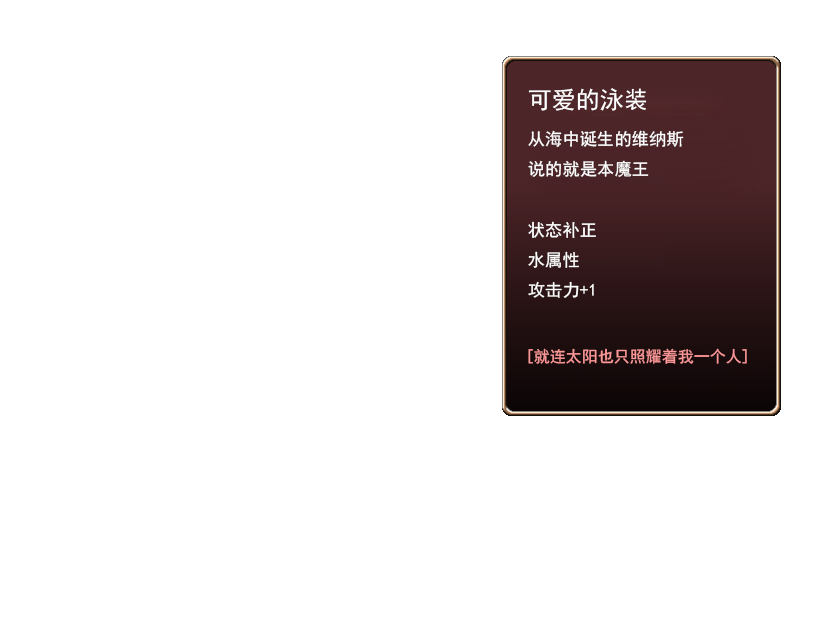 可爱的泳装
从海中诞生的维纳斯
说的就是本魔王
状态补正
水属性
攻击力+1
[就连太阳也只照耀着我一个人]